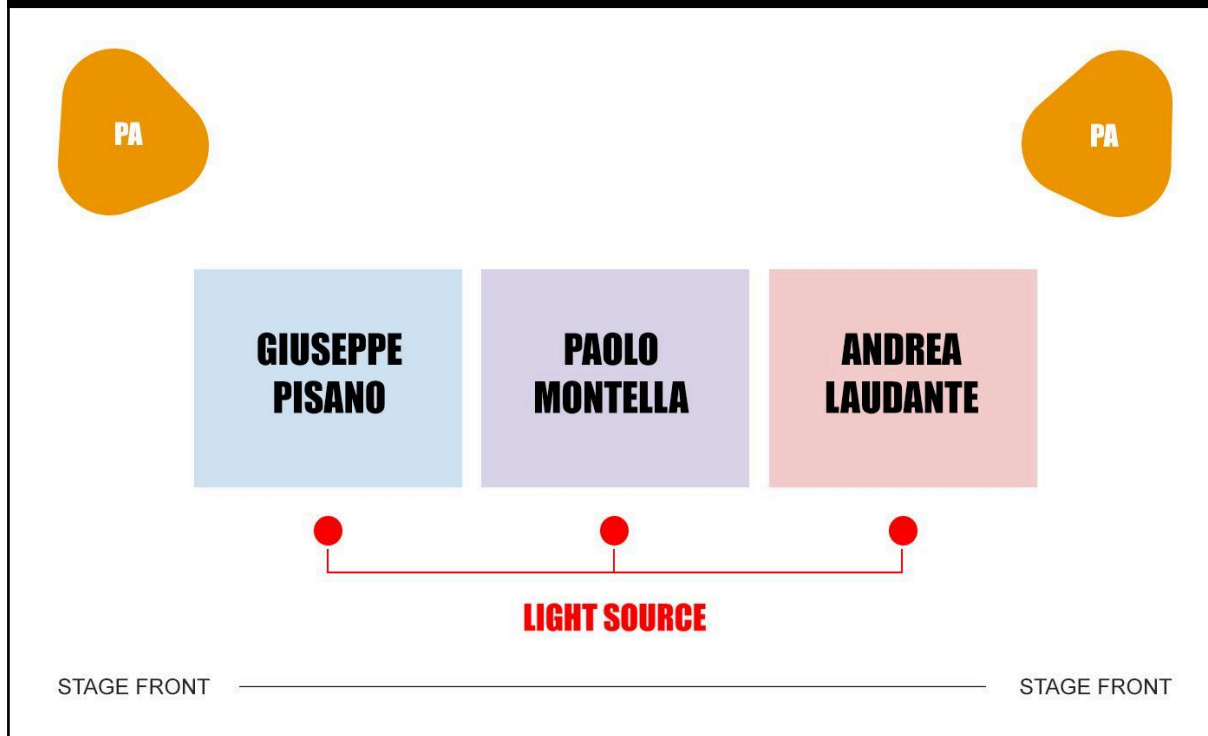 PA
PA
GIUSEPPE
PISANO
PAOLO
MONTELLA
ANDREA
LAUDANTE
LIGHT SOURCE
STAGE FRONT
STAGE FRONT